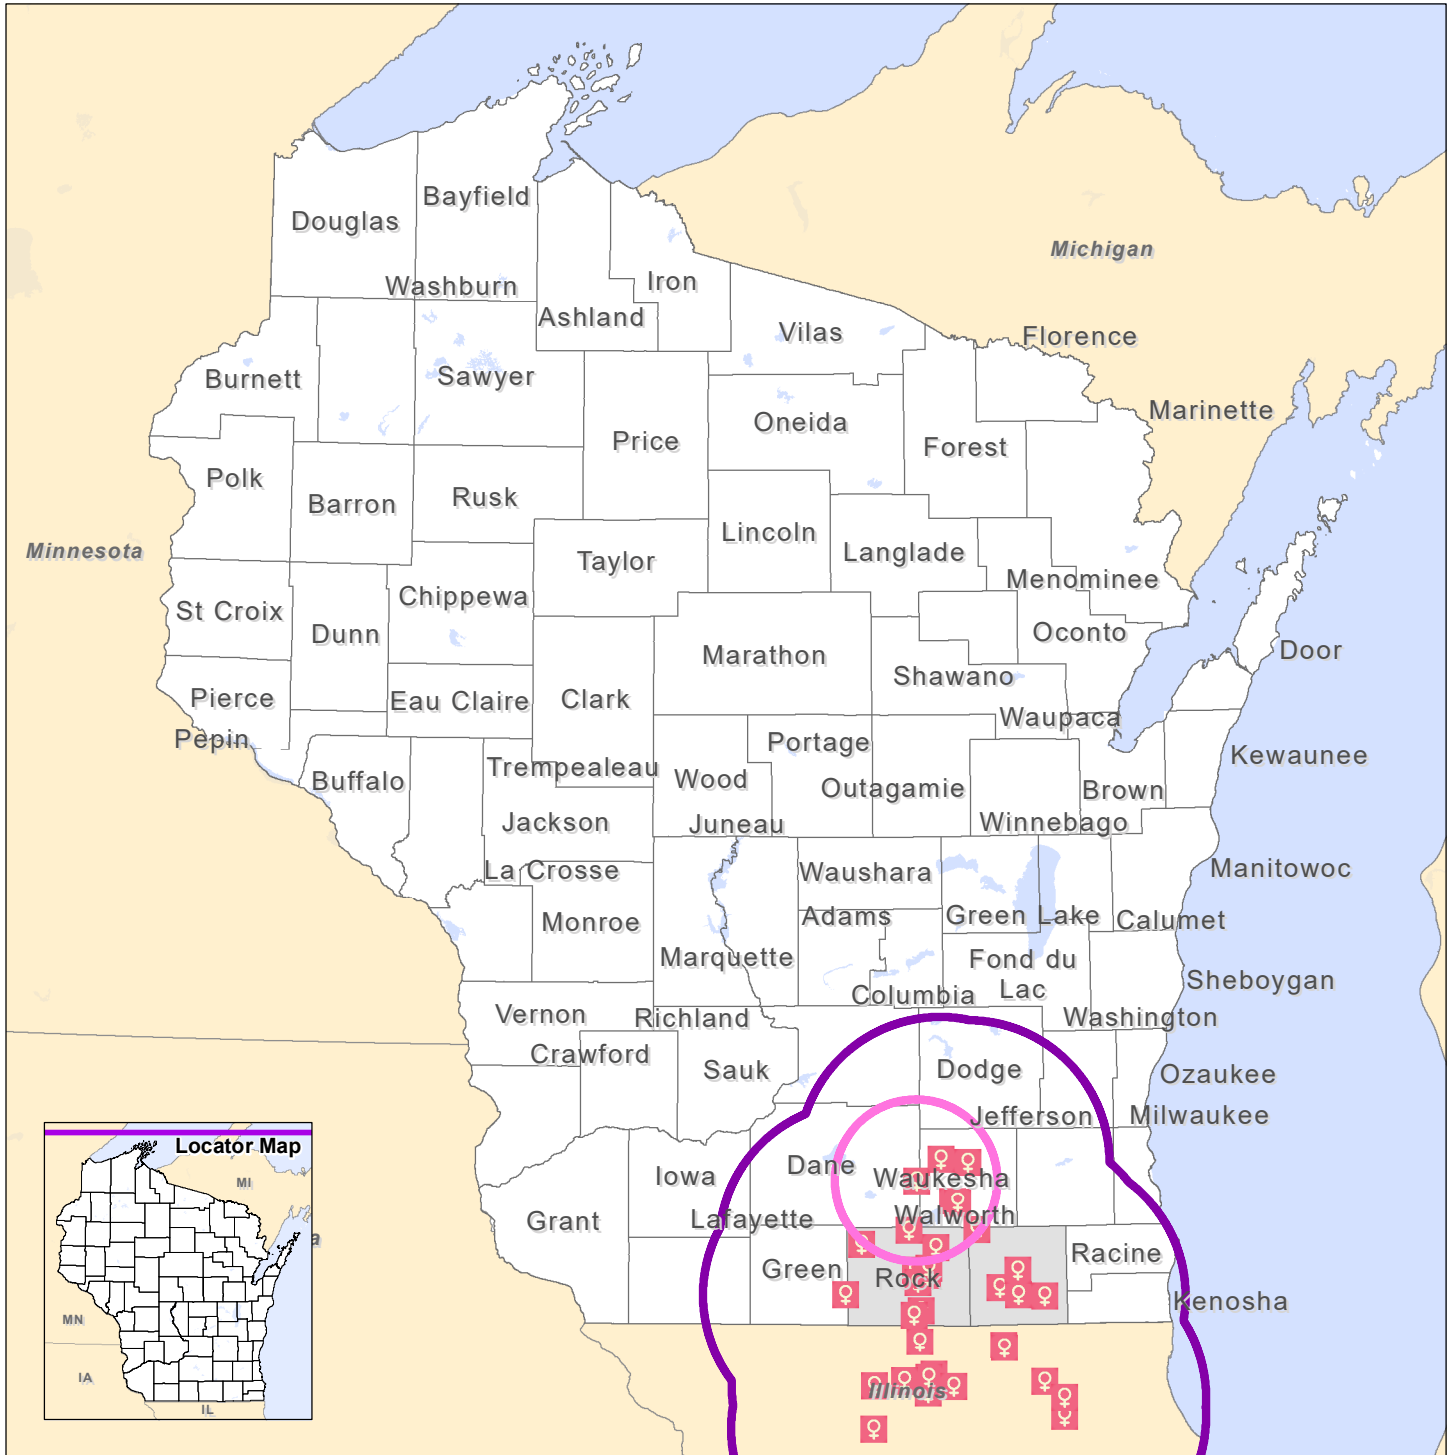 Bayfield
Douglas
Michigan
Iron
Washburn
Ashland
Vilas
Florence
Burnett
Sawyer
Marinette
Oneida
Price
Forest
Polk
Rusk
Barron
Lincoln
Minnesota
Langlade
Taylor
Menominee
Chippewa
St Croix
Dunn
Oconto
Door
Marathon
Shawano
Pierce
Eau Claire
Clark
Waupaca
Pepin
Portage
Kewaunee
Trempealeau
Buffalo
Wood
Outagamie
Brown
Jackson
Juneau
Winnebago
La Crosse
Waushara
Manitowoc
Adams
Green Lake
Calumet
Monroe
Marquette
Fond du
Lac
Sheboygan
Columbia
Vernon
Richland
Washington
Crawford
Sauk
Dodge
Ozaukee
Jefferson
Milwaukee
Locator Map
MI
a
MN
IA
IL
Dane
Iowa
Waukesha
Grant
Lafayette
Walworth
Racine
Green
Rock
Kenosha
Illinois